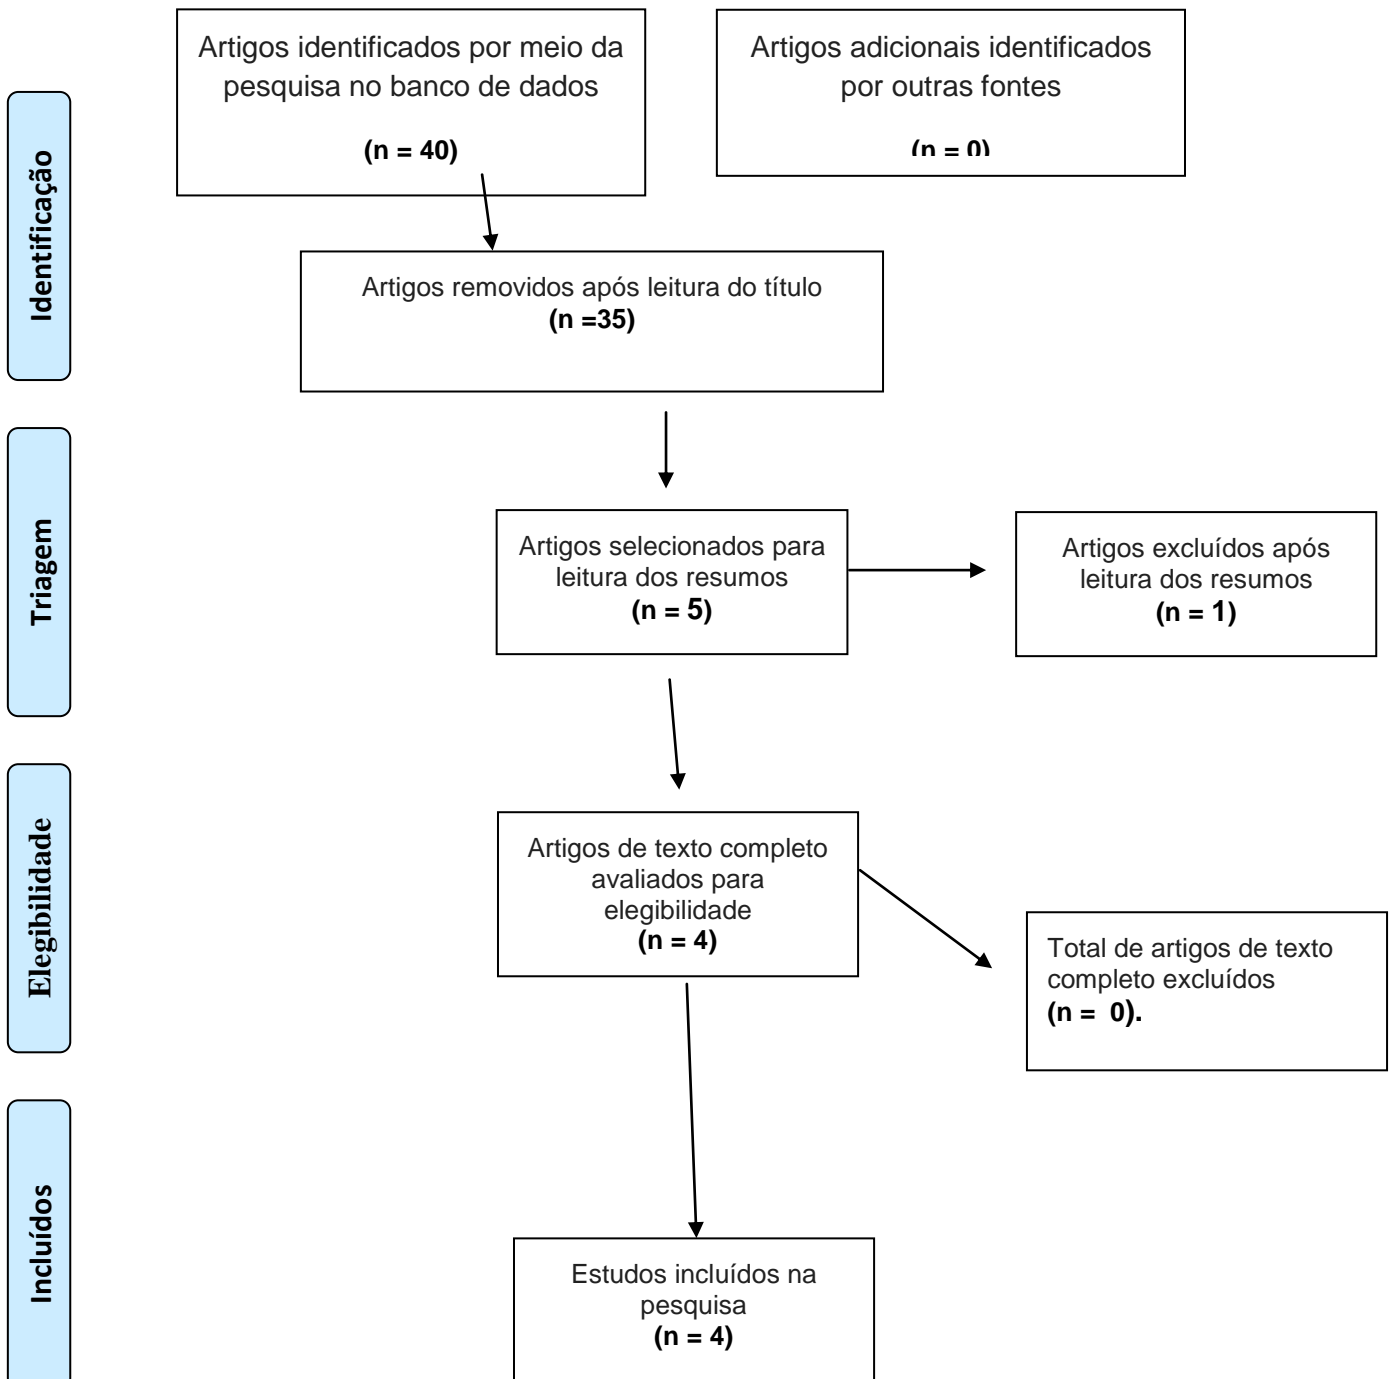 Artigos identificados por meio da
pesquisa no banco de dados
(n = 40)
Artigos adicionais identificados
por outras fontes
(n = 0)
Identificação
Artigos removidos após leitura do título
(n =35)
Triagem
Artigos selecionados para
leitura dos resumos
(n = 5)
Artigos excluídos após
leitura dos resumos
(n = 1)
Elegibilidade
Artigos de texto completo
avaliados para
elegibilidade
(n = 4)
Total de artigos de texto
completo excluídos
(n =  0).
Incluídos
Estudos incluídos na
pesquisa
(n = 4)